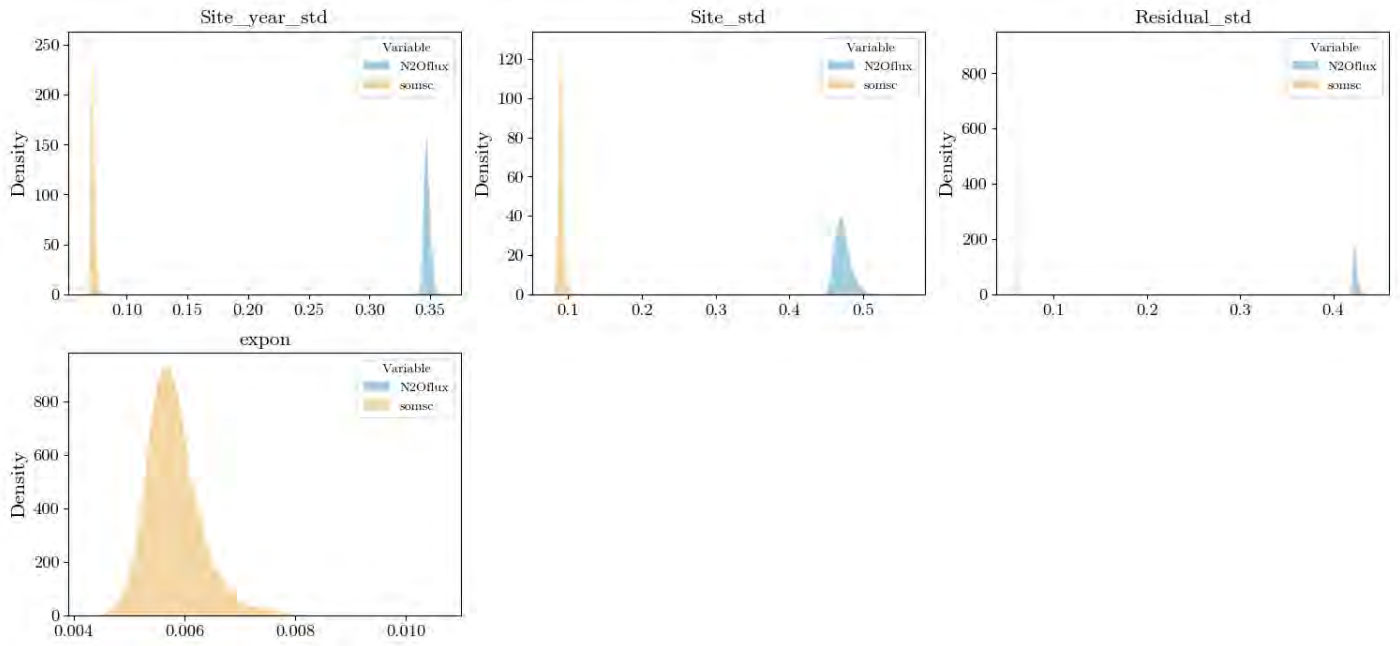 Site_year_std
Density
250
200
150
100
50
0
0.10 0.15 0.20 0.25 0.30 0.35
Variable
N2Oflux
somsc
Site_std
Density
120
100
80
60
40
20
0
0.1 0.2 0.3 0.4 0.5
Variable
N2Oflux
somsc
Residual_std
Density
800
600
400
200
0
0.1 0.2 0.3 0.4
Variable
N2Oflux
somsc
expon
Density
800
600
400
200
0
0.004 0.006 0.008 0.010
Variable
N2Oflux
somsc